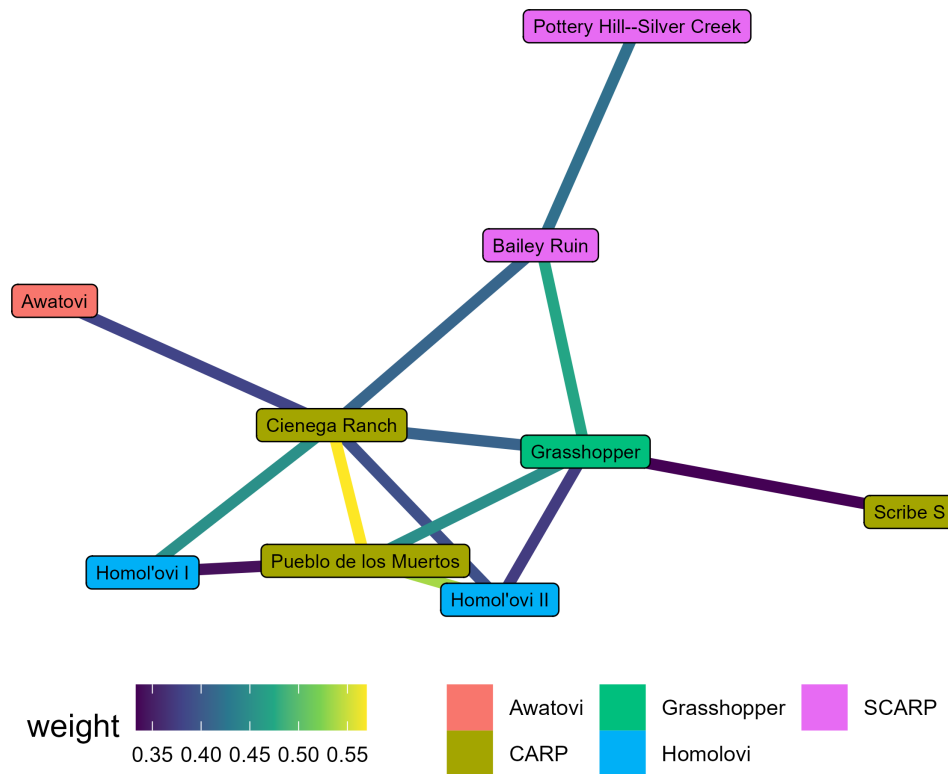 Pottery Hill--Silver Creek
Bailey Ruin
Awatovi
Cienega Ranch
Grasshopper
Scribe S
Pueblo de los Muertos
Homol'ovi I
Homol'ovi II
weight
0.35 0.40 0.45 0.50 0.55
Awatovi Grasshopper SCARP
CARP Homolovi